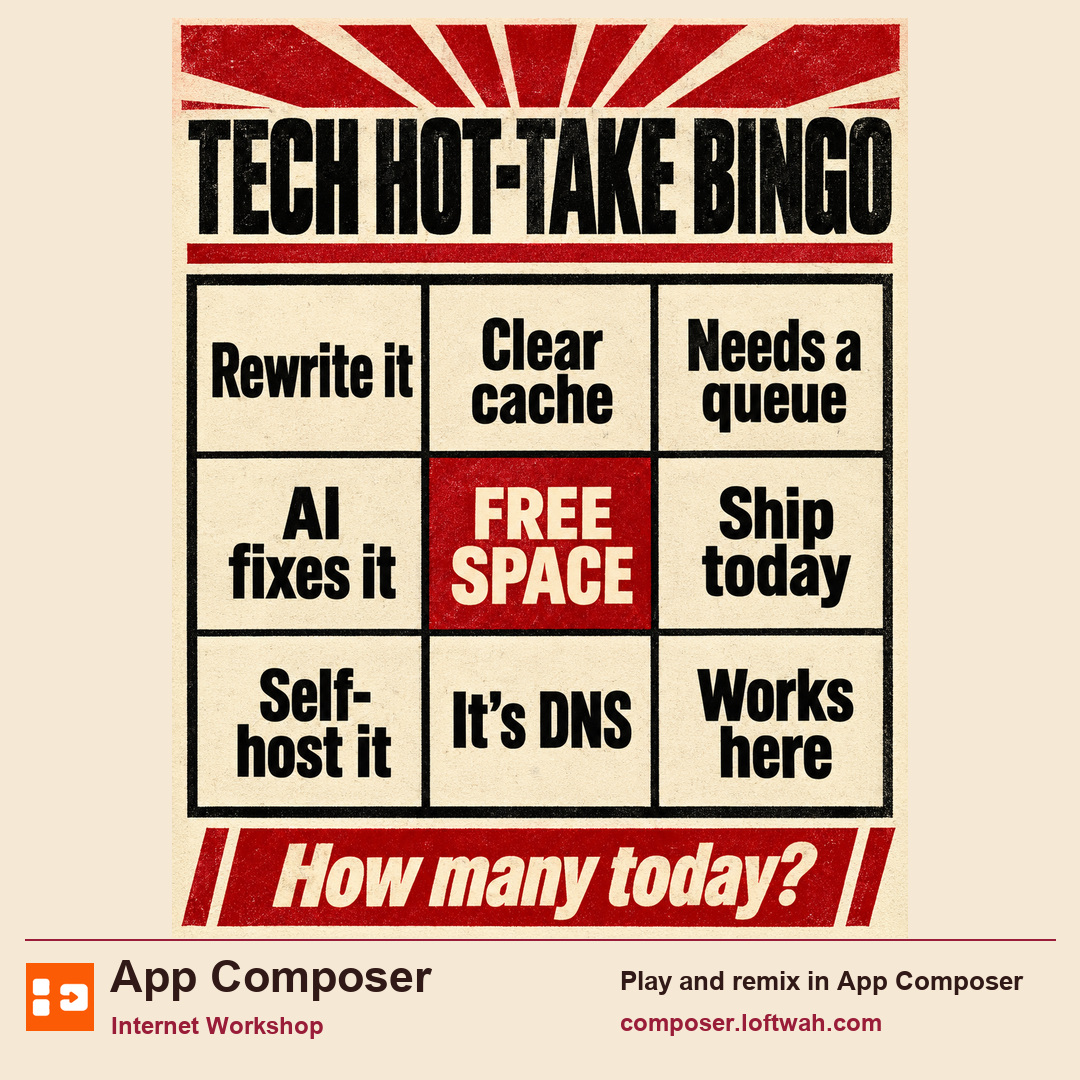 TECH HOT-TAKE BINGO
Rewrite it
Clear
cache
Needs a
queue
AI
fixes it
FREE
SPACE
Ship
today
Self-
host it
It's DNS
Works
here
How many today?
App Composer
Internet Workshop
Play and remix in App Composer
composer.loftwah.com